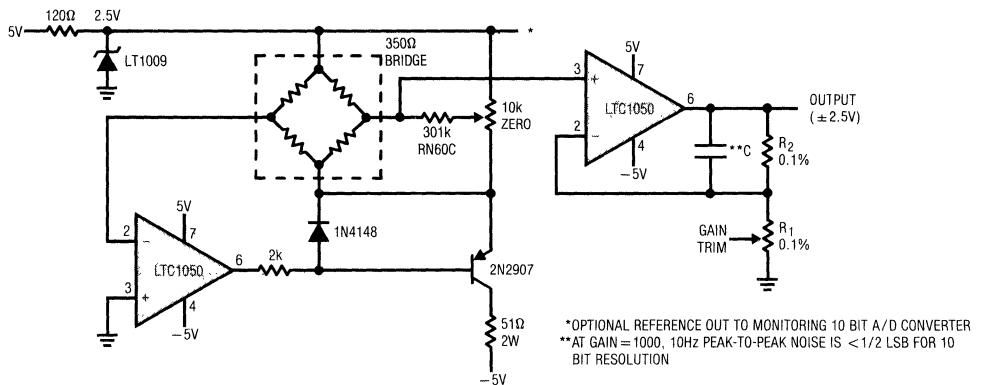 5V
120Ω
2.5V
LT1009
350Ω
BRIDGE
*
10k
ZERO
301k
RN60C
5V
7
3
+
LTC1050
6
2
−
4
−5V
OUTPUT
(±2.5V)
**C
R2
0.1%
GAIN
TRIM
R1
0.1%
5V
7
2
−
LTC1050
6
3
+
4
−5V
2k
1N4148
2N2907
51Ω
2W
−5V
*OPTIONAL REFERENCE OUT TO MONITORING 10 BIT A/D CONVERTER
**AT GAIN = 1000, 10Hz PEAK-TO-PEAK NOISE IS <1/2 LSB FOR 10
BIT RESOLUTION